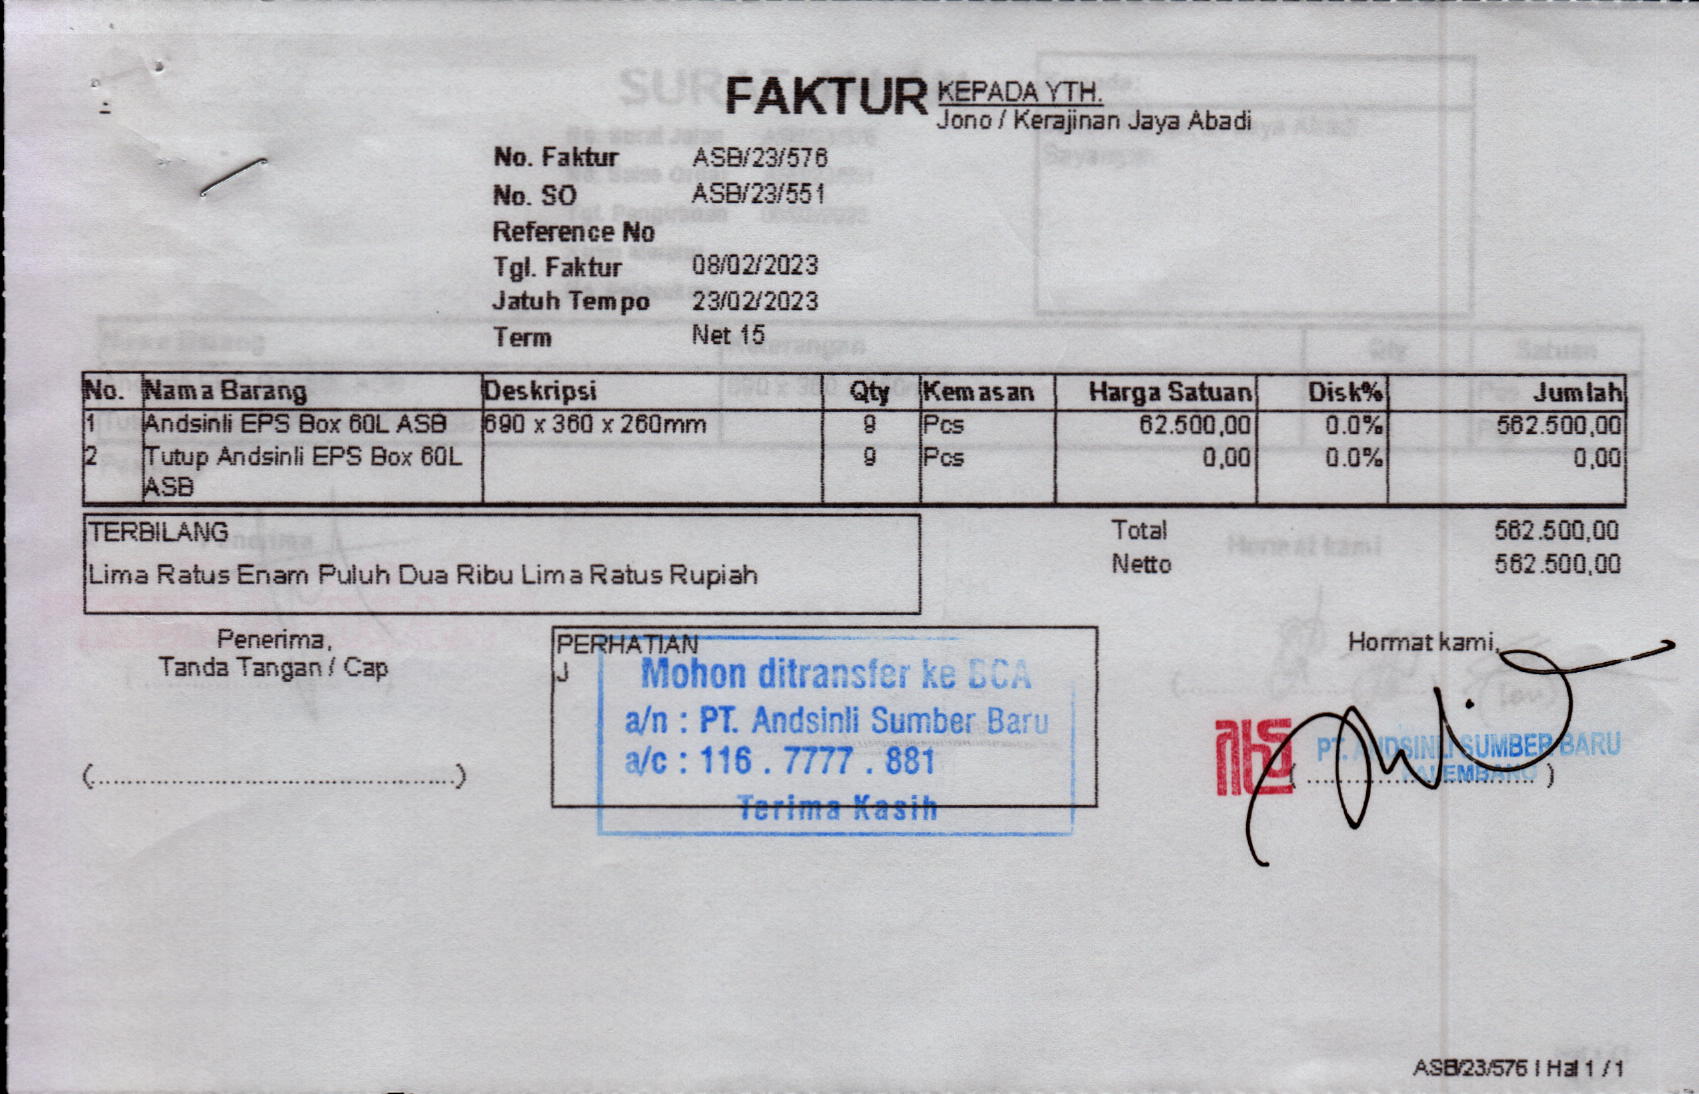 FAKTUR
KEPADA YTH.
Jono / Kerajinan Jaya Abadi
No. Faktur ASB/23/576
No. SO ASB/23/551
Reference No
Tgl. Faktur 08/02/2023
Jatuh Tempo 23/02/2023
Term Net 15
No. Nama Barang Deskripsi Qty Kemasan Harga Satuan Disk% Jumlah
1 Andsinli EPS Box 60L ASB 690 x 360 x 260mm 9 Pcs 62.500,00 0.0% 562.500,00
2 Tutup Andsinli EPS Box 60L 9 Pcs 0,00 0.0% 0,00
ASB
TERBILANG
Lima Ratus Enam Puluh Dua Ribu Lima Ratus Rupiah
Total 562.500,00
Netto 562.500,00
Penerima,
Tanda Tangan / Cap
(...............................................)
PERHATIAN
J
Mohon ditransfer ke BCA
a/n : PT. Andsinli Sumber Baru
a/c : 116 . 7777 . 881
Terima Kasih
Hormat kami,
PT. ANDSINLI SUMBER BARU
PALEMBANG
ASB/23/576 | Hal 1 / 1